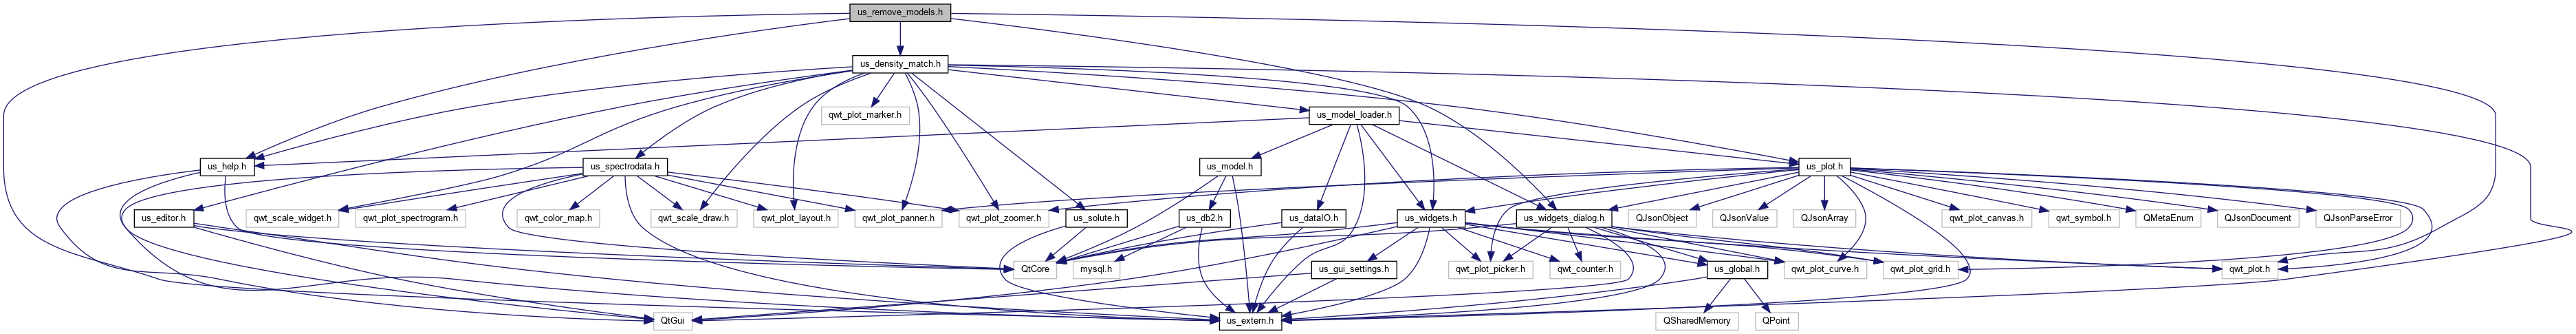 us_remove_models.h
us_density_match.h
qwt_plot_marker.h
us_model_loader.h
us_help.h
us_spectrodata.h
us_model.h
us_plot.h
us_editor.h
qwt_scale_widget.h
qwt_plot_spectrogram.h
qwt_color_map.h
qwt_scale_draw.h
qwt_plot_layout.h
qwt_plot_panner.h
qwt_plot_zoomer.h
us_solute.h
us_db2.h
us_dataIO.h
us_widgets.h
us_widgets_dialog.h
QJsonObject
QJsonValue
QJsonArray
qwt_plot_canvas.h
qwt_symbol.h
QMetaEnum
QJsonDocument
QJsonParseError
QtCore
mysql.h
us_gui_settings.h
qwt_plot_picker.h
qwt_counter.h
us_global.h
qwt_plot_curve.h
qwt_plot_grid.h
qwt_plot.h
QtGui
us_extern.h
QSharedMemory
QPoint